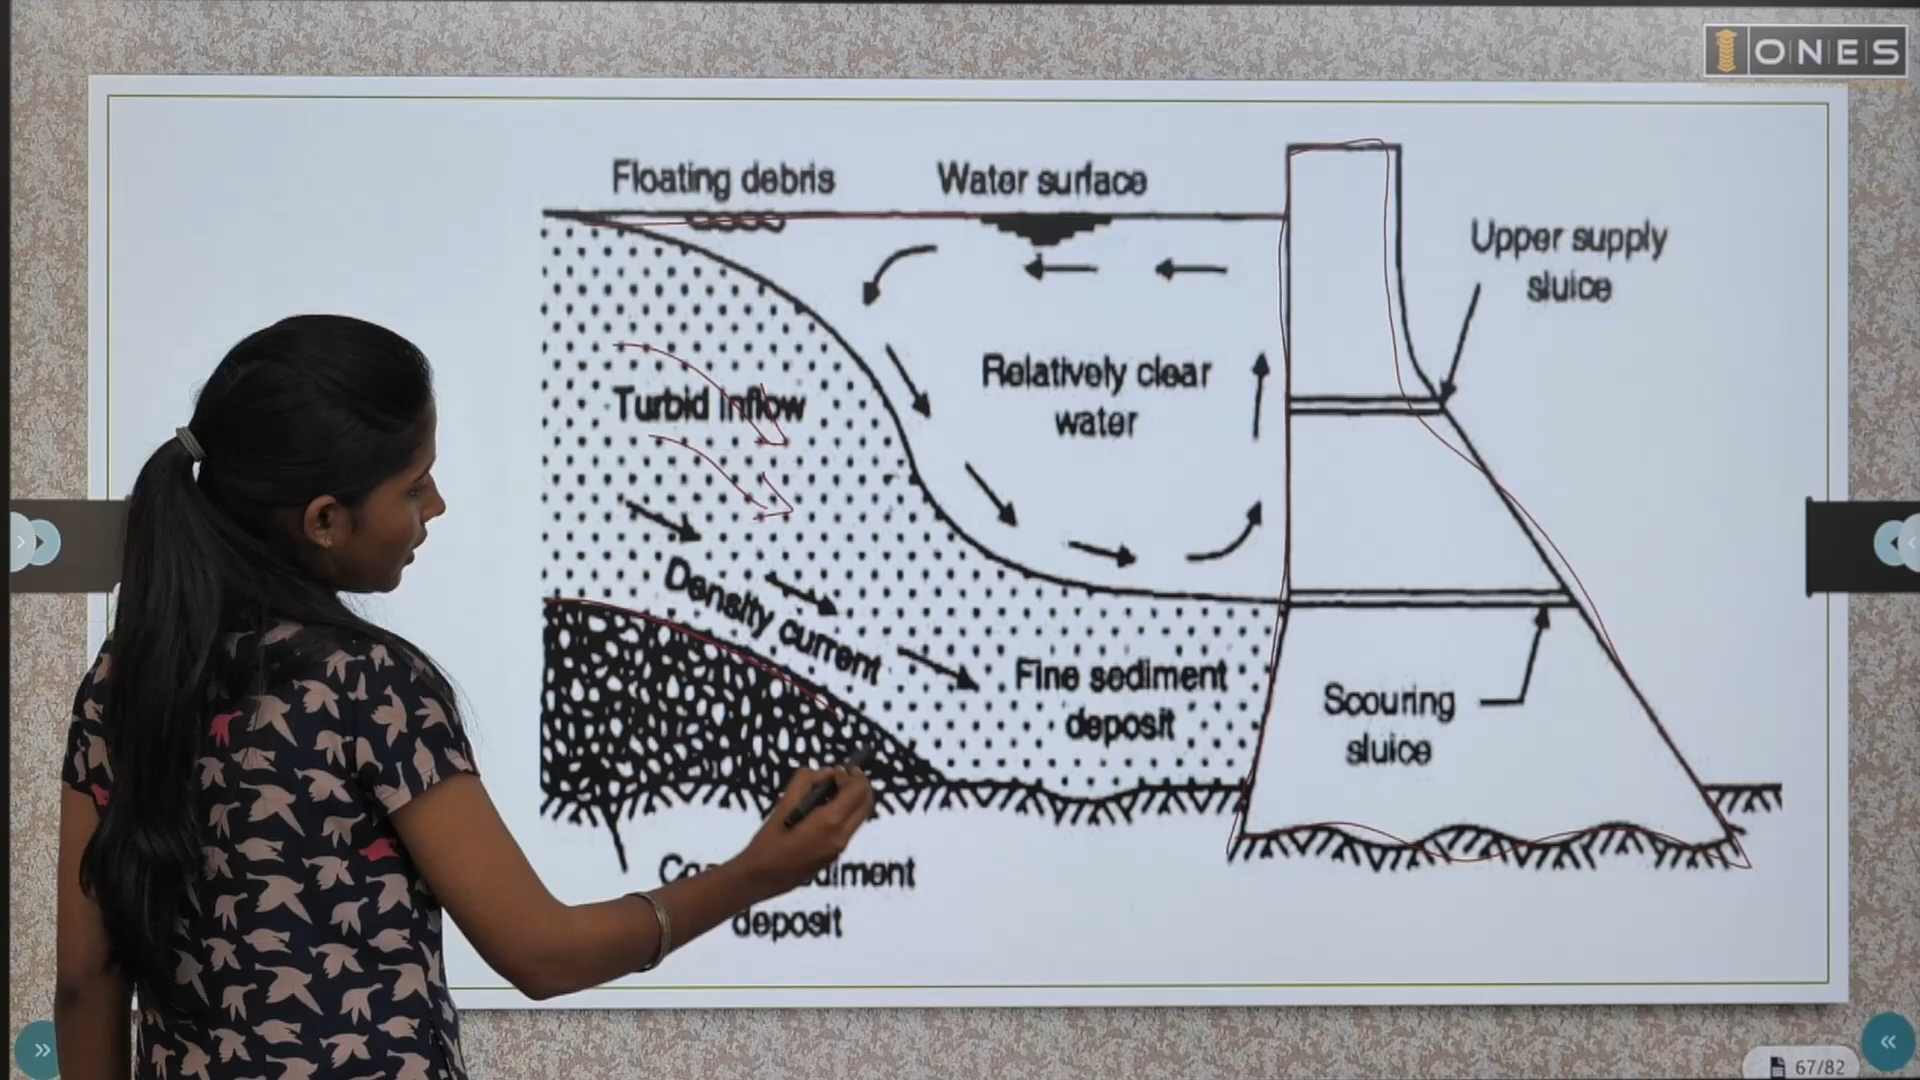 ONES
Floating debris
Water surface
Upper supply
sluice
Relatively clear
water
Turbid inflow
Density current
Fine sediment
deposit
Scouring
sluice
deposit
67/82